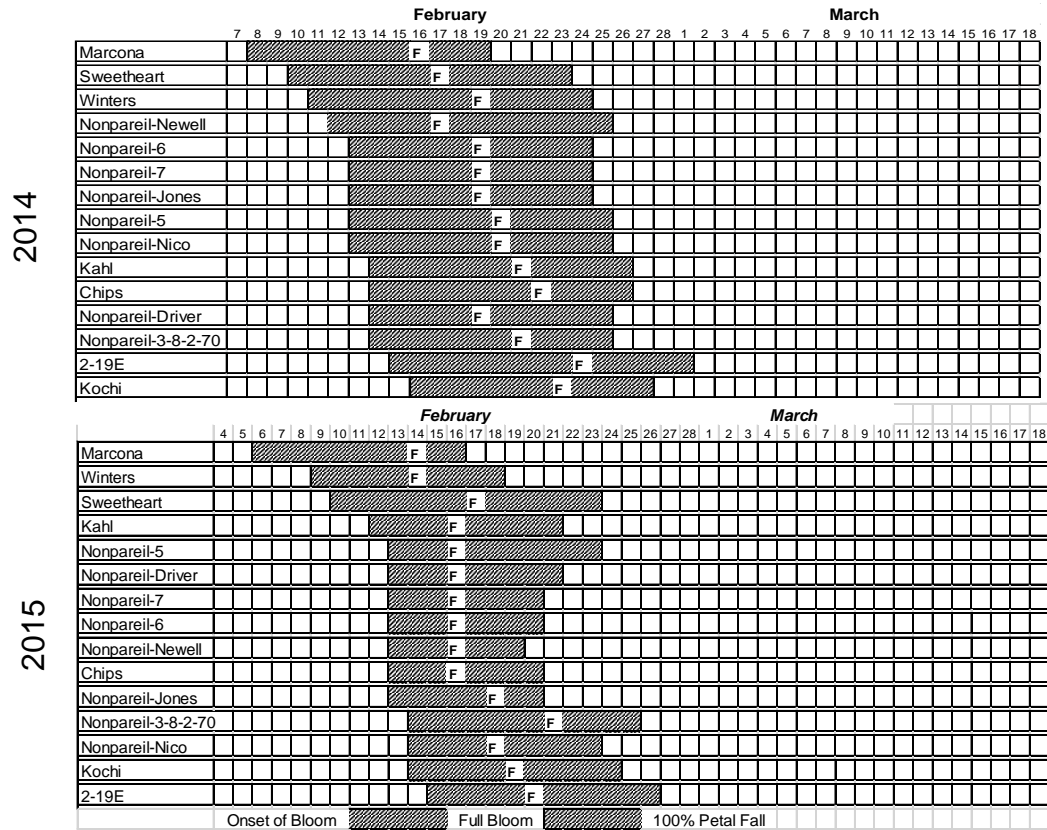 February March
7 8 9 10 11 12 13 14 15 16 17 18 19 20 21 22 23 24 25 26 27 28 1 2 3 4 5 6 7 8 9 10 11 12 13 14 15 16 17 18
2014
Marcona F
Sweetheart F
Winters F
Nonpareil-Newell F
Nonpareil-6 F
Nonpareil-7 F
Nonpareil-Jones F
Nonpareil-5 F
Nonpareil-Nico F
Kahl F
Chips F
Nonpareil-Driver F
Nonpareil-3-8-2-70 F
2-19E F
Kochi F
February March
4 5 6 7 8 9 10 11 12 13 14 15 16 17 18 19 20 21 22 23 24 25 26 27 28 1 2 3 4 5 6 7 8 9 10 11 12 13 14 15 16 17 18
2015
Marcona F
Winters F
Sweetheart F
Kahl F
Nonpareil-5 F
Nonpareil-Driver F
Nonpareil-7 F
Nonpareil-6 F
Nonpareil-Newell F
Chips F
Nonpareil-Jones F
Nonpareil-3-8-2-70 F
Nonpareil-Nico F
Kochi F
2-19E F
Onset of Bloom Full Bloom 100% Petal Fall